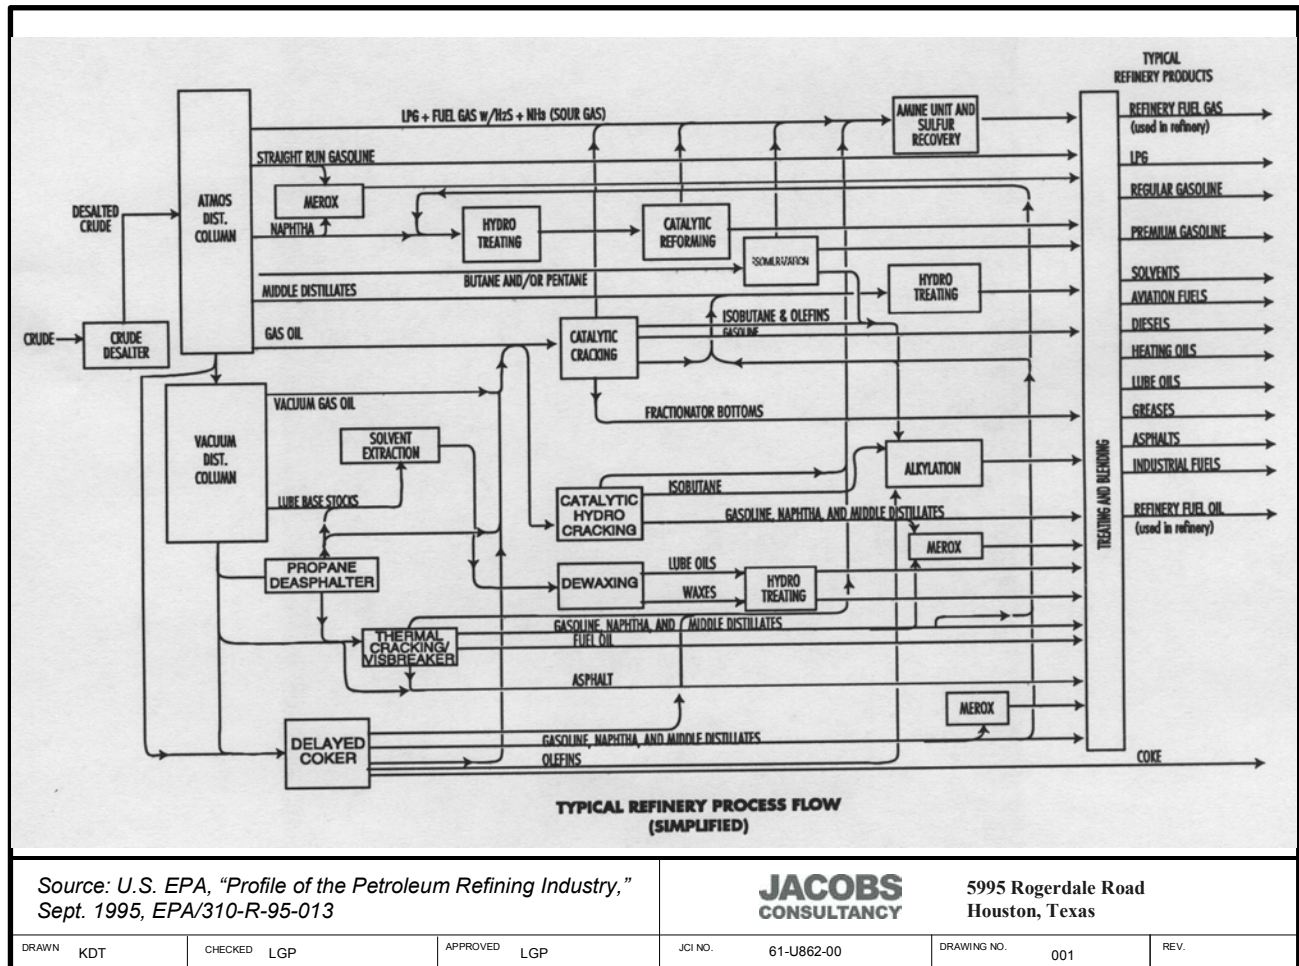 TYPICAL
REFINERY PRODUCTS
LPG + FUEL GAS w/H2S + NH3 (SOUR GAS)
AMINE UNIT AND
SULFUR
RECOVERY
REFINERY FUEL GAS
(used in refinery)
STRAIGHT RUN GASOLINE
LPG
ATMOS
DIST.
COLUMN
MEROX
REGULAR GASOLINE
DESALTED
CRUDE
NAPHTHA
HYDRO
TREATING
CATALYTIC
REFORMING
PREMIUM GASOLINE
ISOMERIZATION
BUTANE AND/OR PENTANE
HYDRO
TREATING
SOLVENTS
MIDDLE DISTILLATES
AVIATION FUELS
CRUDE
CRUDE
DESALTER
GAS OIL
CATALYTIC
CRACKING
ISOBUTANE & OLEFINS
GASOLINE
DIESELS
HEATING OILS
VACUUM GAS OIL
LUBE OILS
FRACTIONATOR BOTTOMS
GREASES
VACUUM
DIST.
COLUMN
SOLVENT
EXTRACTION
ASPHALTS
ALKYLATION
INDUSTRIAL FUELS
LUBE BASE STOCKS
CATALYTIC
HYDRO
CRACKING
ISOBUTANE
GASOLINE, NAPHTHA, AND MIDDLE DISTILLATES
TREATING AND BLENDING
REFINERY FUEL OIL
(used in refinery)
MEROX
PROPANE
DEASPHALTER
DEWAXING
LUBE OILS
WAXES
HYDRO
TREATING
GASOLINE, NAPHTHA, AND MIDDLE DISTILLATES
THERMAL
CRACKING/
VISBREAKER
FUEL OIL
ASPHALT
MEROX
DELAYED
COKER
GASOLINE, NAPHTHA, AND MIDDLE DISTILLATES
OLEFINS
COKE
TYPICAL REFINERY PROCESS FLOW
(SIMPLIFIED)
Source: U.S. EPA, “Profile of the Petroleum Refining Industry,”
Sept. 1995, EPA/310-R-95-013
JACOBS
CONSULTANCY
5995 Rogerdale Road
Houston, Texas
DRAWN KDT
CHECKED LGP
APPROVED LGP
JCI NO. 61-U862-00
DRAWING NO. 001
REV.